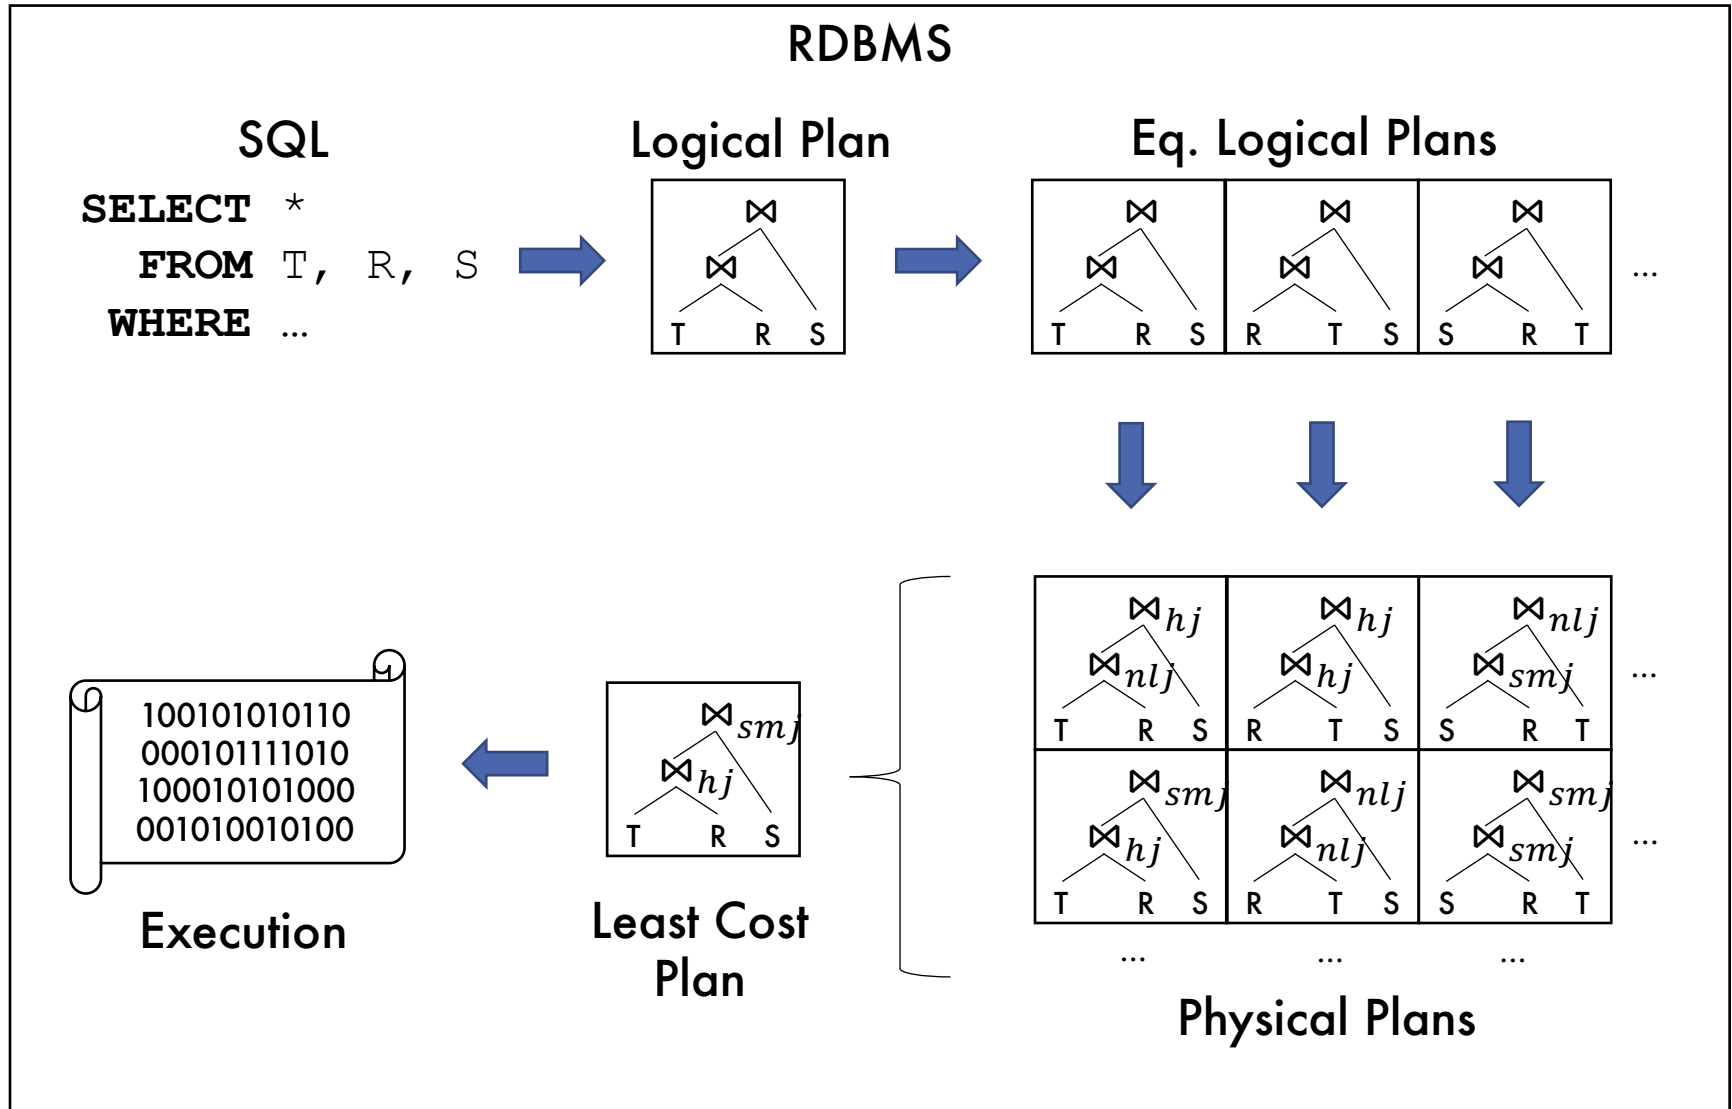 RDBMS
SQL
SELECT *
FROM T, R, S
WHERE …
Logical Plan
⋈
⋈
T R S
Eq. Logical Plans
⋈ ⋈ ⋈
⋈ ⋈ ⋈ ...
T R S R T S S R T
⋈hj ⋈hj ⋈nlj
⋈nlj ⋈hj ⋈smj ...
T R S R T S S R T
⋈smj ⋈nlj ⋈smj
⋈hj ⋈nlj ⋈smj ...
T R S R T S S R T
... ... ...
Physical Plans
⋈smj
⋈hj
T R S
Least Cost
Plan
100101010110
000101111010
100010101000
001010010100
Execution